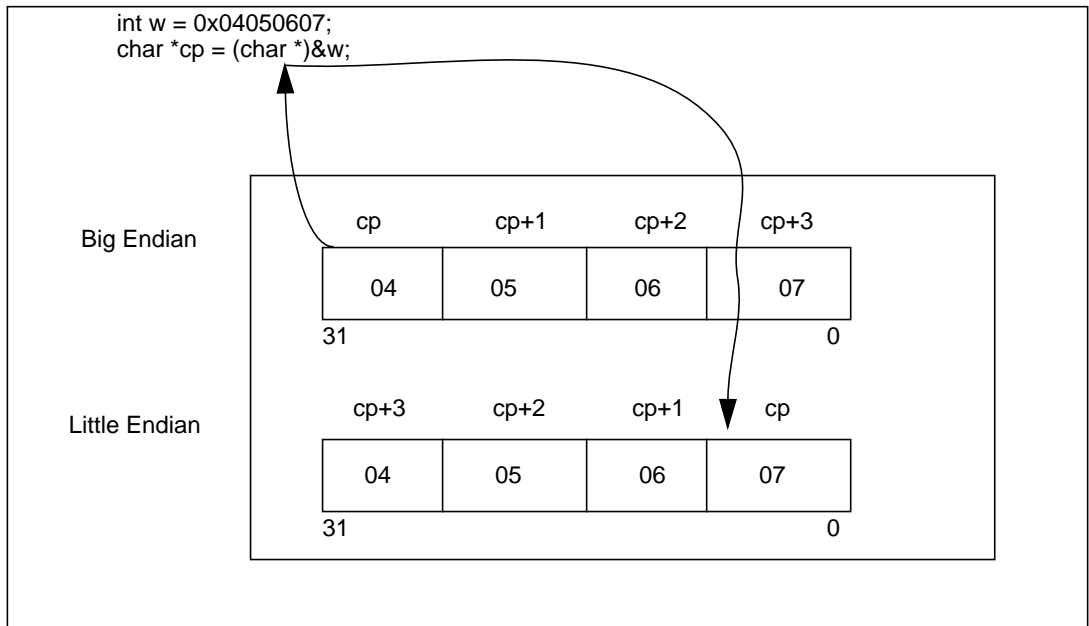 int w = 0x04050607;
char *cp = (char *)&w;
cp cp+1 cp+2 cp+3
Big Endian
04 05 06 07
31 0
cp+3 cp+2 cp+1 cp
Little Endian
04 05 06 07
31 0